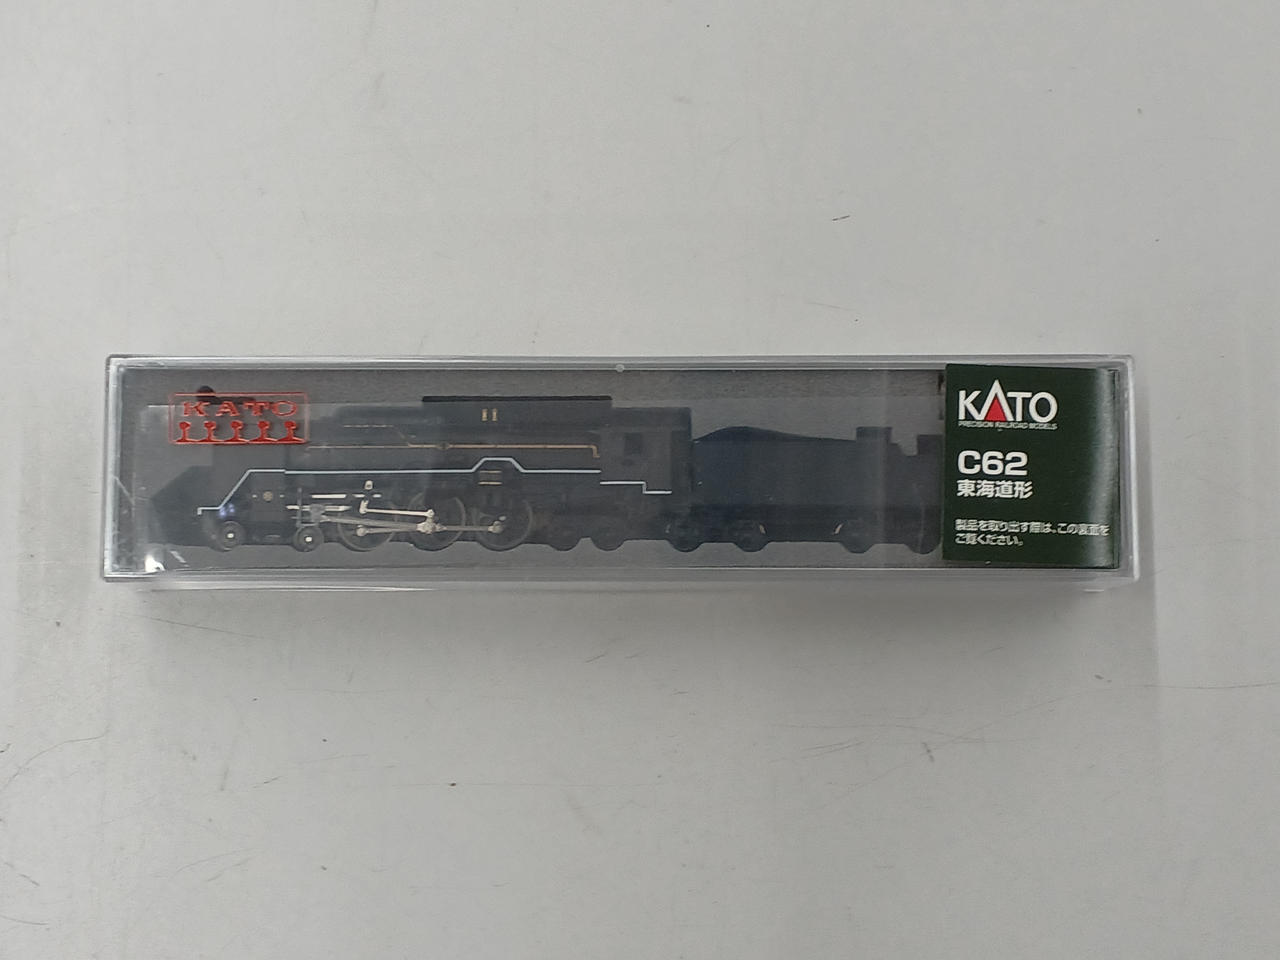 KATO
KATO
PRECISION RAILROAD MODELS
C62
東海道形
製品を取り出す際は、この裏面を
ご覧ください。